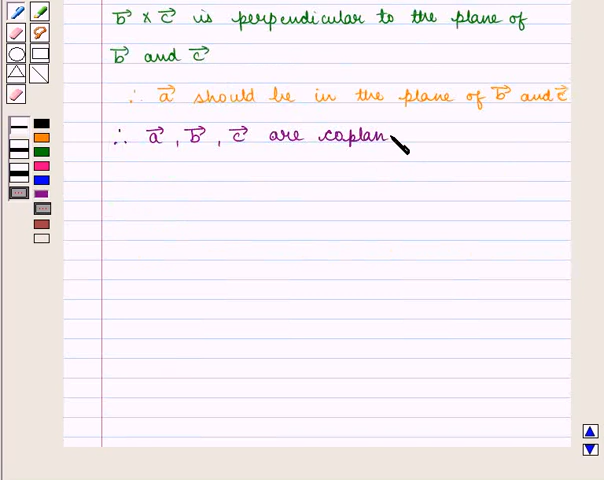 b⃗ × c⃗ is perpendicular to the plane of
b⃗ and c⃗
∴ a⃗ should be in the plane of b⃗ and c⃗
∴ a⃗ , b⃗ , c⃗ are coplan